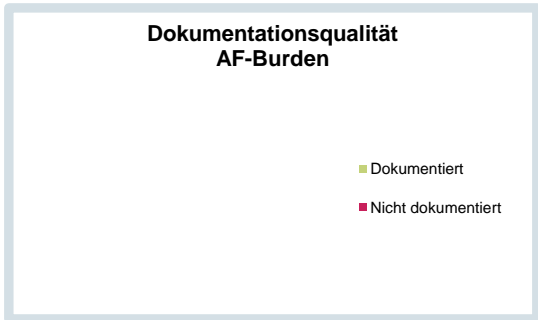 Dokumentationsqualität
AF-Burden
Dokumentiert
Nicht dokumentiert